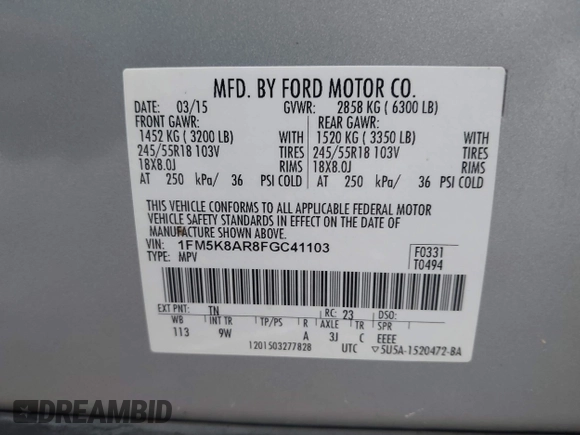 MFD. BY FORD MOTOR CO.
DATE: 03/15 GVWR: 2858 KG ( 6300 LB)
FRONT GAWR: REAR GAWR:
1452 KG ( 3200 LB) WITH 1520 KG ( 3350 LB) WITH
245/55R18 103V TIRES 245/55R18 103V TIRES
18X8.0J RIMS 18X8.0J RIMS
AT 250 kPa/ 36 PSI COLD AT 250 kPa/ 36 PSI COLD
THIS VEHICLE CONFORMS TO ALL APPLICABLE FEDERAL MOTOR
VEHICLE SAFETY STANDARDS IN EFFECT ON THE DATE OF
MANUFACTURE SHOWN ABOVE.
VIN: 1FM5K8AR8FGC41103 F0331
TYPE: MPV T0494
EXT PNT: TN RC: 23 DSO:
WB INT TR TP/PS R AXLE TR SPR
113 9W A 3J C EEEE
1201503277828 UTC ▽5U5A-1520472-BA
DREAMBID